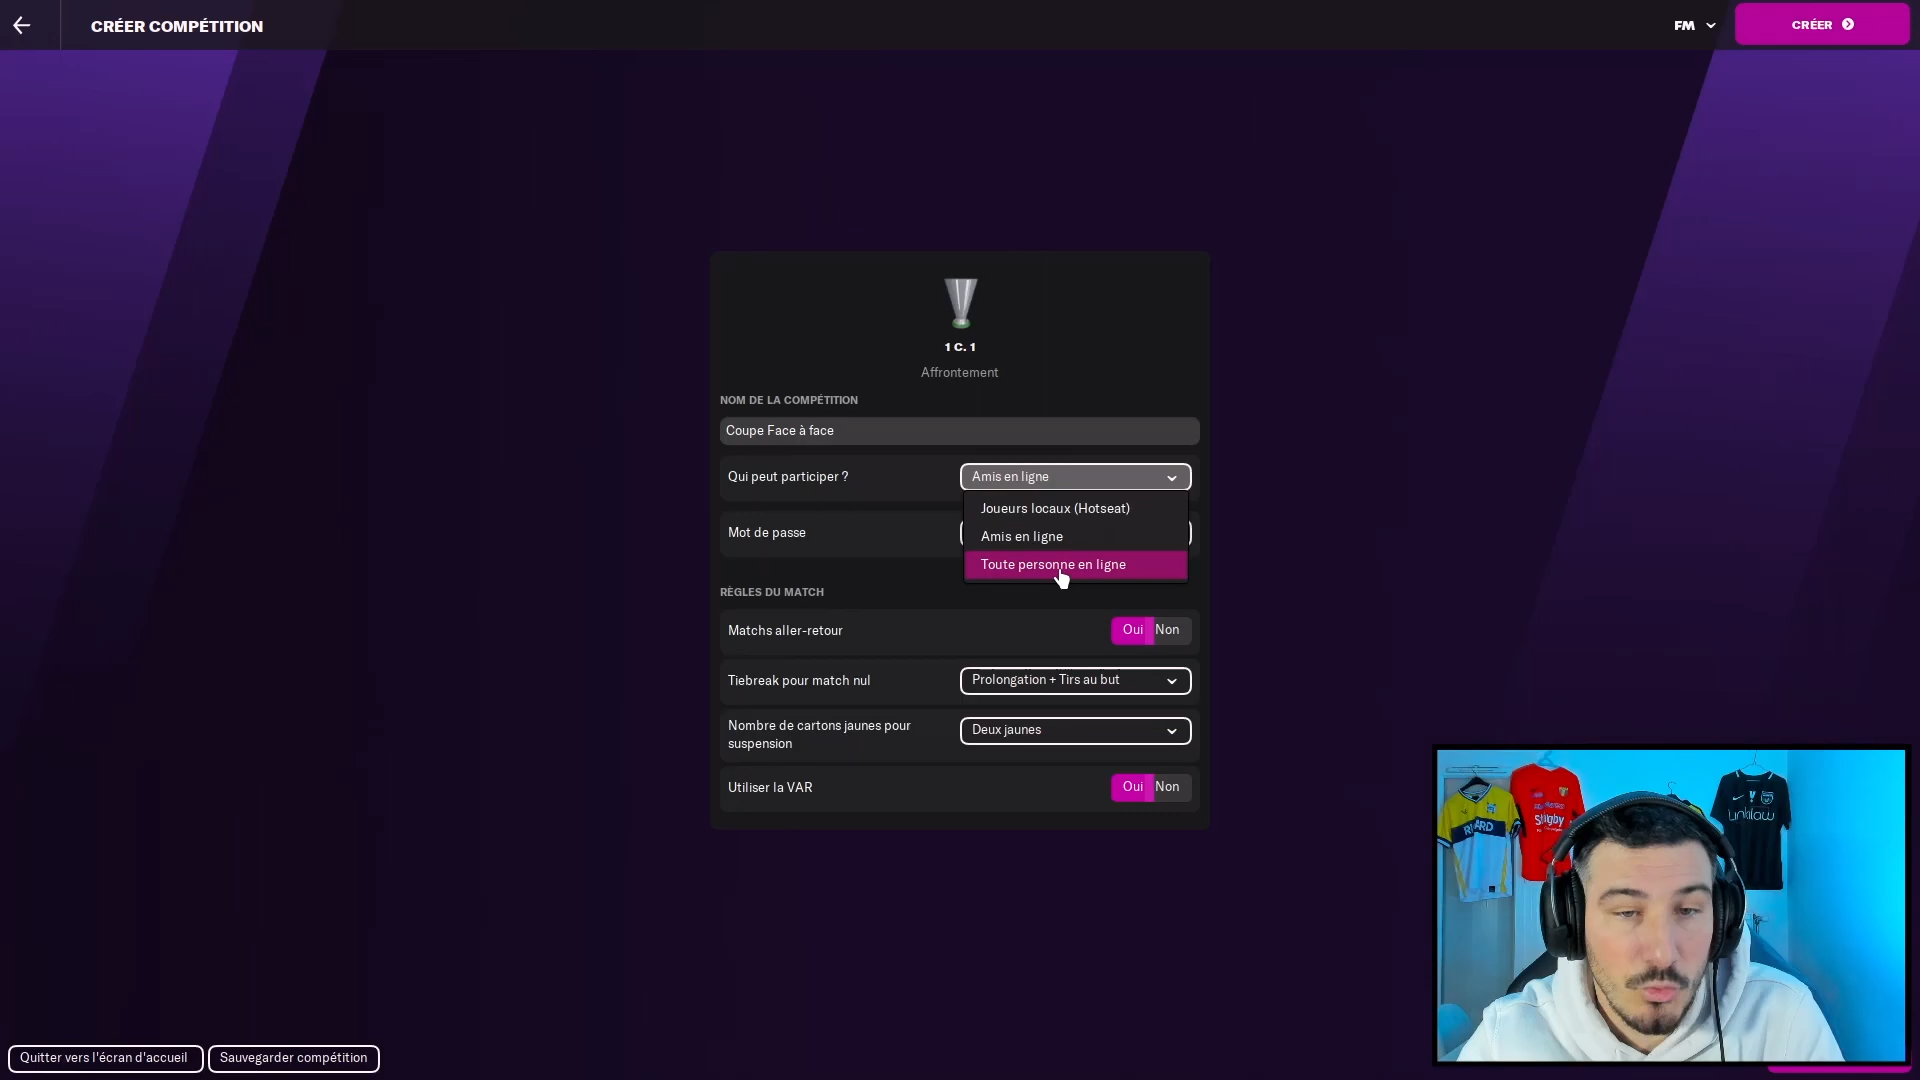 CRÉER COMPÉTITION
FM
CRÉER
1 C. 1
Affrontement
NOM DE LA COMPÉTITION
Coupe Face à face
Qui peut participer ?
Amis en ligne
Joueurs locaux (Hotseat)
Amis en ligne
Toute personne en ligne
Mot de passe
RÈGLES DU MATCH
Matchs aller-retour
Oui Non
Tiebreak pour match nul
Prolongation + Tirs au but
Nombre de cartons jaunes pour
suspension
Deux jaunes
Utiliser la VAR
Oui Non
Quitter vers l'écran d'accueil
Sauvegarder compétition